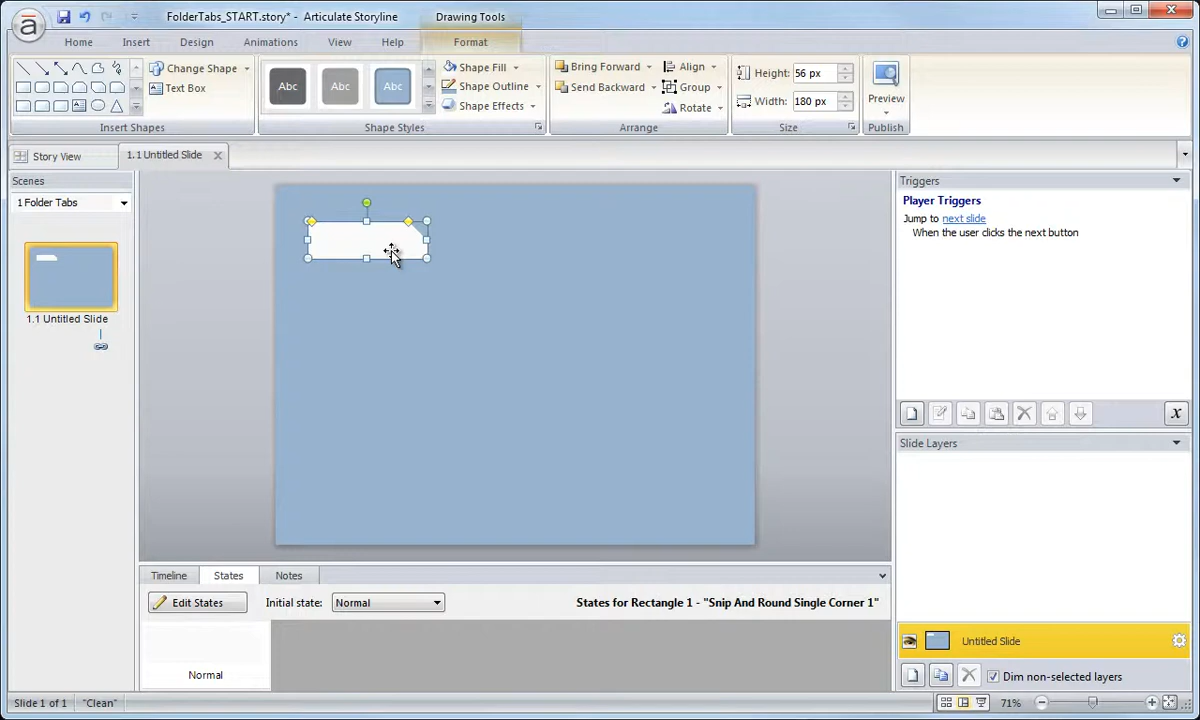 FolderTabs_START.story* - Articulate Storyline
Drawing Tools
Home
Insert
Design
Animations
View
Help
Format
Change Shape
Text Box
Insert Shapes
Abc
Abc
Abc
Shape Fill
Shape Outline
Shape Effects
Shape Styles
Bring Forward
Send Backward
Align
Group
Rotate
Arrange
Height: 56 px
Width: 180 px
Size
Preview
Publish
Story View
1.1 Untitled Slide
Scenes
1 Folder Tabs
1.1 Untitled Slide
Triggers
Player Triggers
Jump to next slide
When the user clicks the next button
x
Slide Layers
Untitled Slide
Dim non-selected layers
Timeline
States
Notes
Edit States
Initial state:
Normal
States for Rectangle 1 - "Snip And Round Single Corner 1"
Normal
Slide 1 of 1
"Clean"
71%